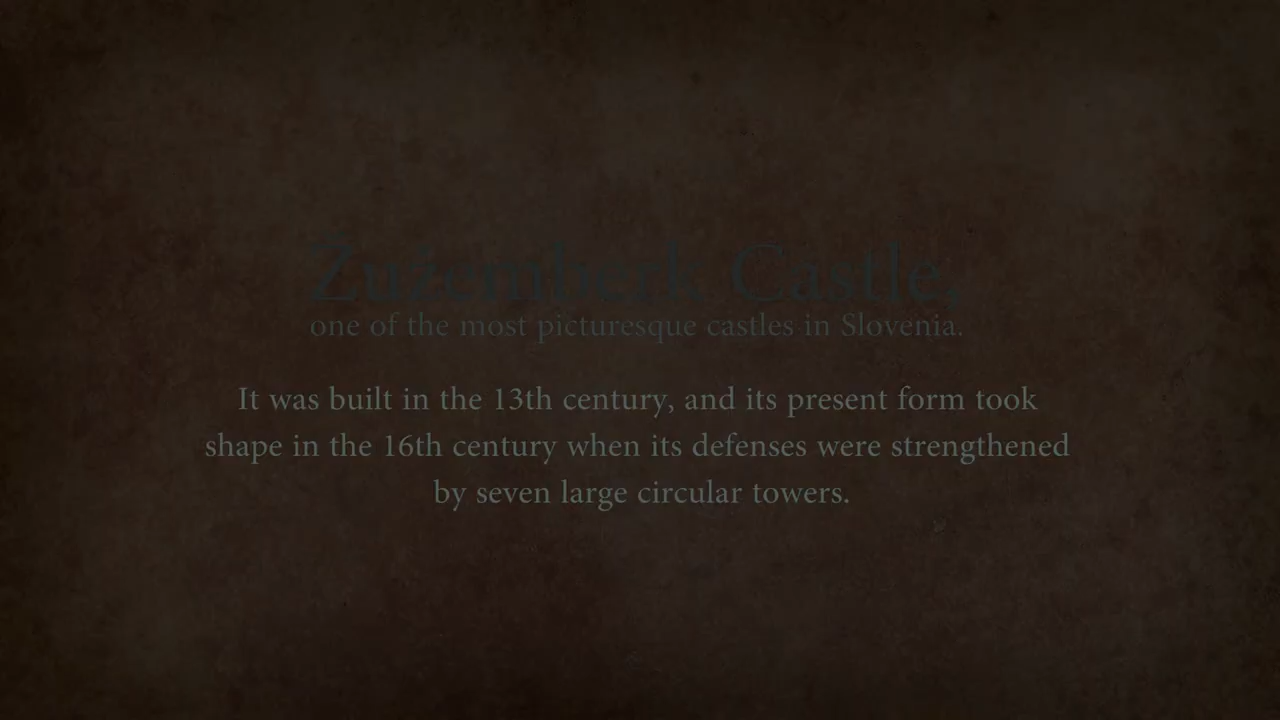 Žužemberk Castle,
one of the most picturesque castles in Slovenia.
It was built in the 13th century, and its present form took
shape in the 16th century when its defenses were strengthened
by seven large circular towers.